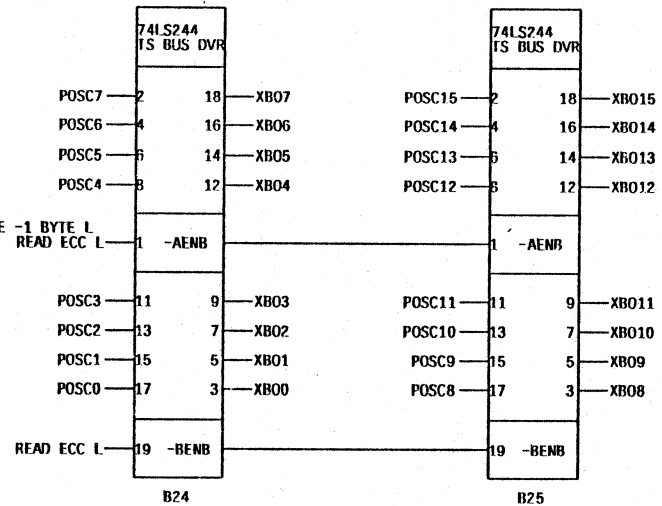 74LS244 74LS244
TS BUS DVR TS BUS DVR
POSC7 2 18 XBO7 POSC15 2 18 XBO15
POSC6 4 16 XBO6 POSC14 4 16 XBO14
POSC5 6 14 XBO5 POSC13 6 14 XBO13
POSC4 8 12 XBO4 POSC12 8 12 XBO12
E -1 BYTE L
READ ECC L 1 -AENB 1 -AENB
POSC3 11 9 XBO3 POSC11 11 9 XBO11
POSC2 13 7 XBO2 POSC10 13 7 XBO10
POSC1 15 5 XBO1 POSC9 15 5 XBO9
POSC0 17 3 XBO0 POSC8 17 3 XBO8
READ ECC L 19 -BENB 19 -BENB
B24 B25